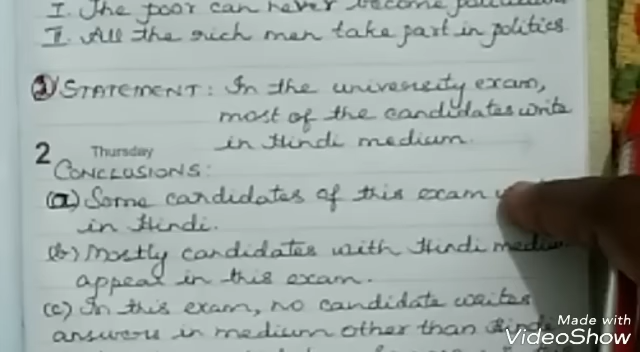 I. The poor can never become
II. All the rich men take part in politics.
(2) STATEMENT: In the university exam,
most of the candidates write
in Hindi medium.
2 Thursday
CONCLUSIONS:
(a) Some candidates of this exam
in Hindi.
(b) Mostly candidates with Hindi medium
appear in this exam.
(c) In this exam, no candidate writes
answers in medium other than
Made with
VideoShow